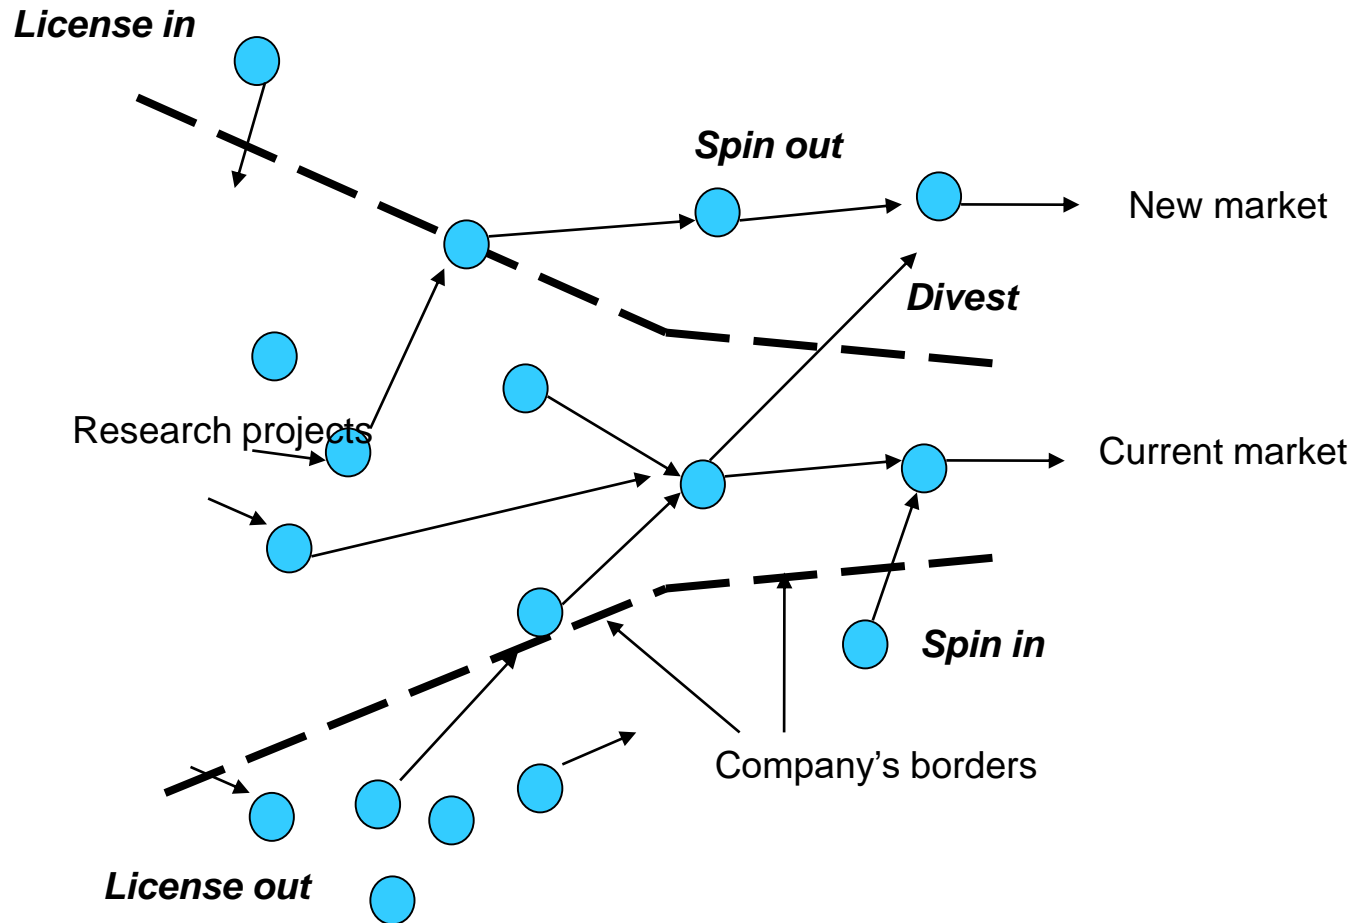 License in
Spin out
New market
Divest
Research projects
Current market
Spin in
Company’s borders
License out